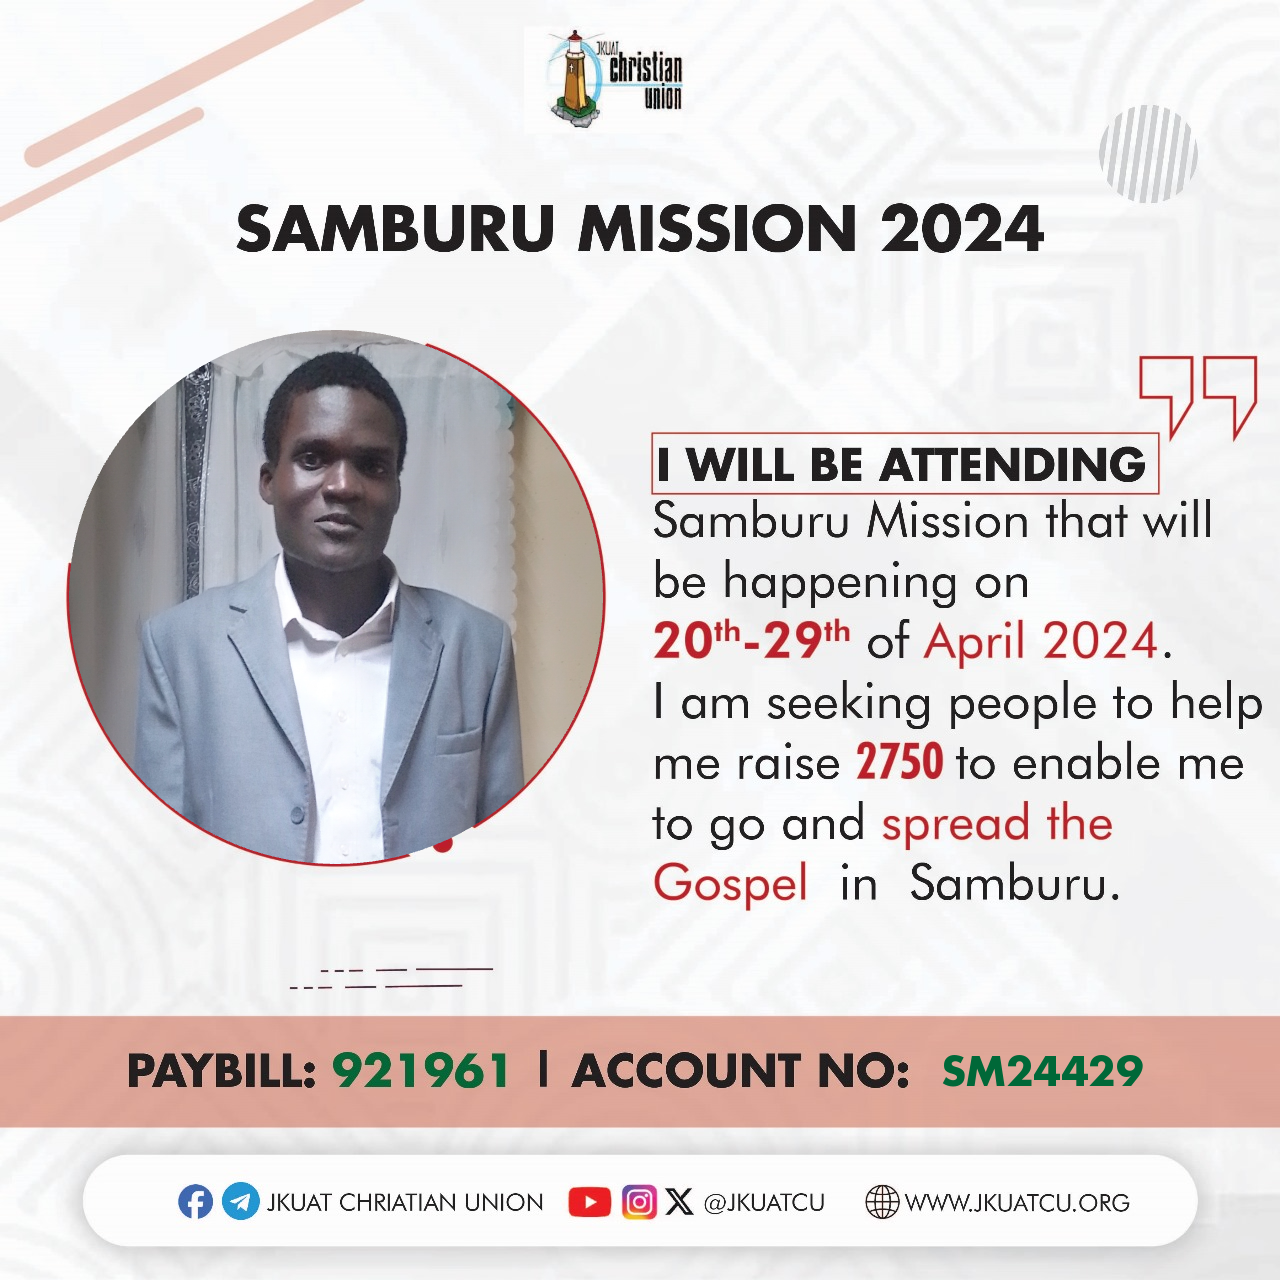 JKUAT
christian
union
SAMBURU MISSION 2024
I WILL BE ATTENDING
Samburu Mission that will
be happening on
20th-29th of April 2024.
I am seeking people to help
me raise 2750 to enable me
to go and spread the
Gospel in Samburu.
PAYBILL: 921961 | ACCOUNT NO: SM24429
JKUAT CHRIATIAN UNION @JKUATCU WWW.JKUATCU.ORG